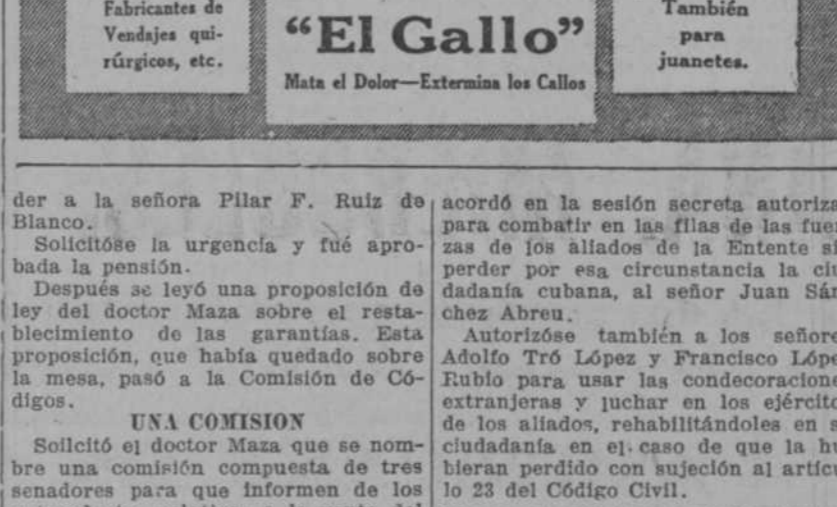 Fabricantes de
Vendajes qui-
rúrgicos, etc.
“El Gallo”
Mata el Dolor—Extermina los Callos
También
para
juanetes.
der a la señora Pilar F. Ruiz de
Blanco.
Solicitóse la urgencia y fué apro-
bada la pensión.
Después se leyó una proposición de
ley del doctor Maza sobre el resta-
blecimiento de las garantías. Esta
proposición, que había quedado sobre
la mesa, pasó a la Comisión de Có-
digos.
UNA COMISION
Solicitó el doctor Maza que se nom-
bre una comisión compuesta de tres
senadores para que informen de los
acordó en la sesión secreta autoriza
para combatir en las filas de las fue
zas de los aliados de la Entente si
perder por esa circunstancia la ciu
dadanía cubana, al señor Juan Sán
chez Abreu.
Autorizóse también a los señore
Adolfo Tró López y Francisco Lópe
Rubio para usar las condecoracione
extranjeras y luchar en los ejército
de los aliados, rehabilitándoles en s
ciudadanía en el caso de que la hu
bieran perdido con sujeción al artícu
lo 23 del Código Civil.